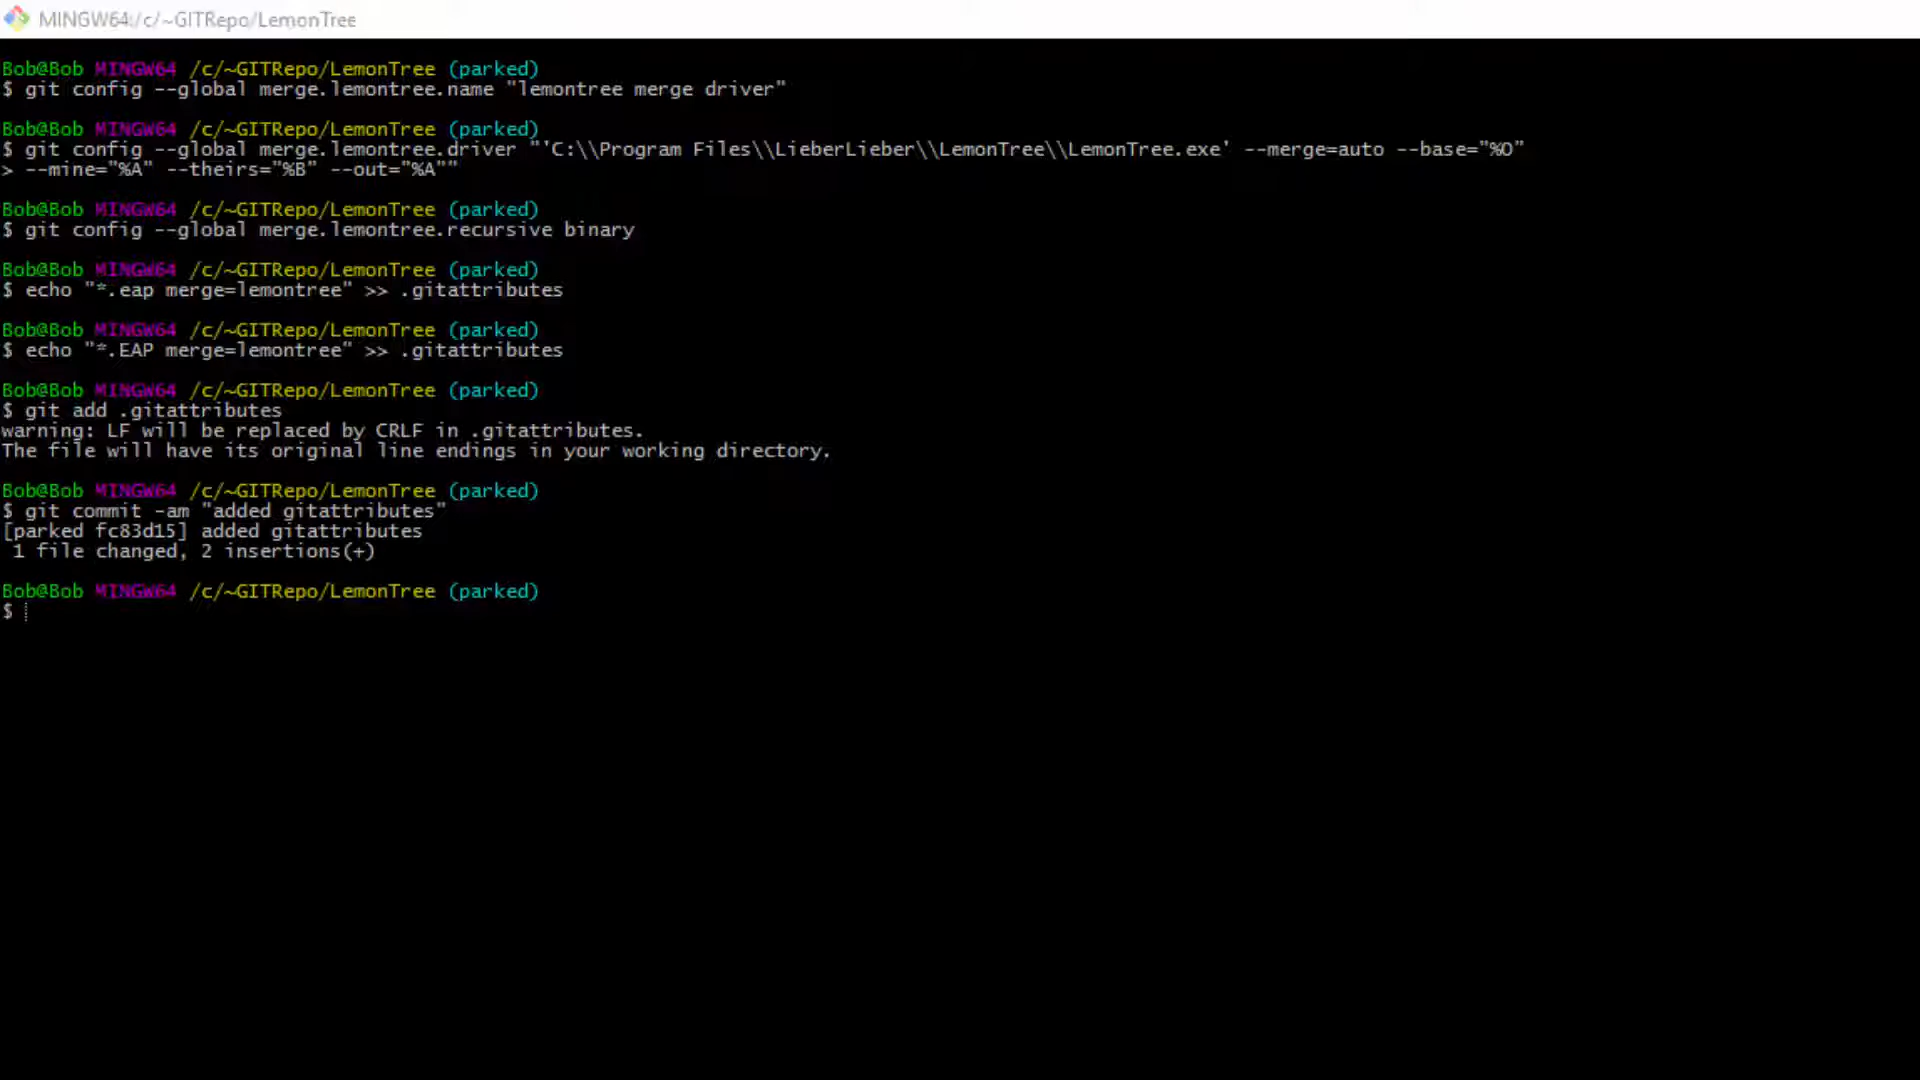 MINGW64:/c/~GITRepo/LemonTree
Bob@Bob MINGW64 /c/~GITRepo/LemonTree (parked)
$ git config --global merge.lemontree.name "lemontree merge driver"
Bob@Bob MINGW64 /c/~GITRepo/LemonTree (parked)
$ git config --global merge.lemontree.driver "'C:\\Program Files\\LieberLieber\\LemonTree\\LemonTree.exe' --merge=auto --base="%O"
> --mine="%A" --theirs="%B" --out="%A""
Bob@Bob MINGW64 /c/~GITRepo/LemonTree (parked)
$ git config --global merge.lemontree.recursive binary
Bob@Bob MINGW64 /c/~GITRepo/LemonTree (parked)
$ echo "*.eap merge=lemontree" >> .gitattributes
Bob@Bob MINGW64 /c/~GITRepo/LemonTree (parked)
$ echo "*.EAP merge=lemontree" >> .gitattributes
Bob@Bob MINGW64 /c/~GITRepo/LemonTree (parked)
$ git add .gitattributes
warning: LF will be replaced by CRLF in .gitattributes.
The file will have its original line endings in your working directory.
Bob@Bob MINGW64 /c/~GITRepo/LemonTree (parked)
$ git commit -am "added gitattributes"
[parked fc83d15] added gitattributes
 1 file changed, 2 insertions(+)
Bob@Bob MINGW64 /c/~GITRepo/LemonTree (parked)
$